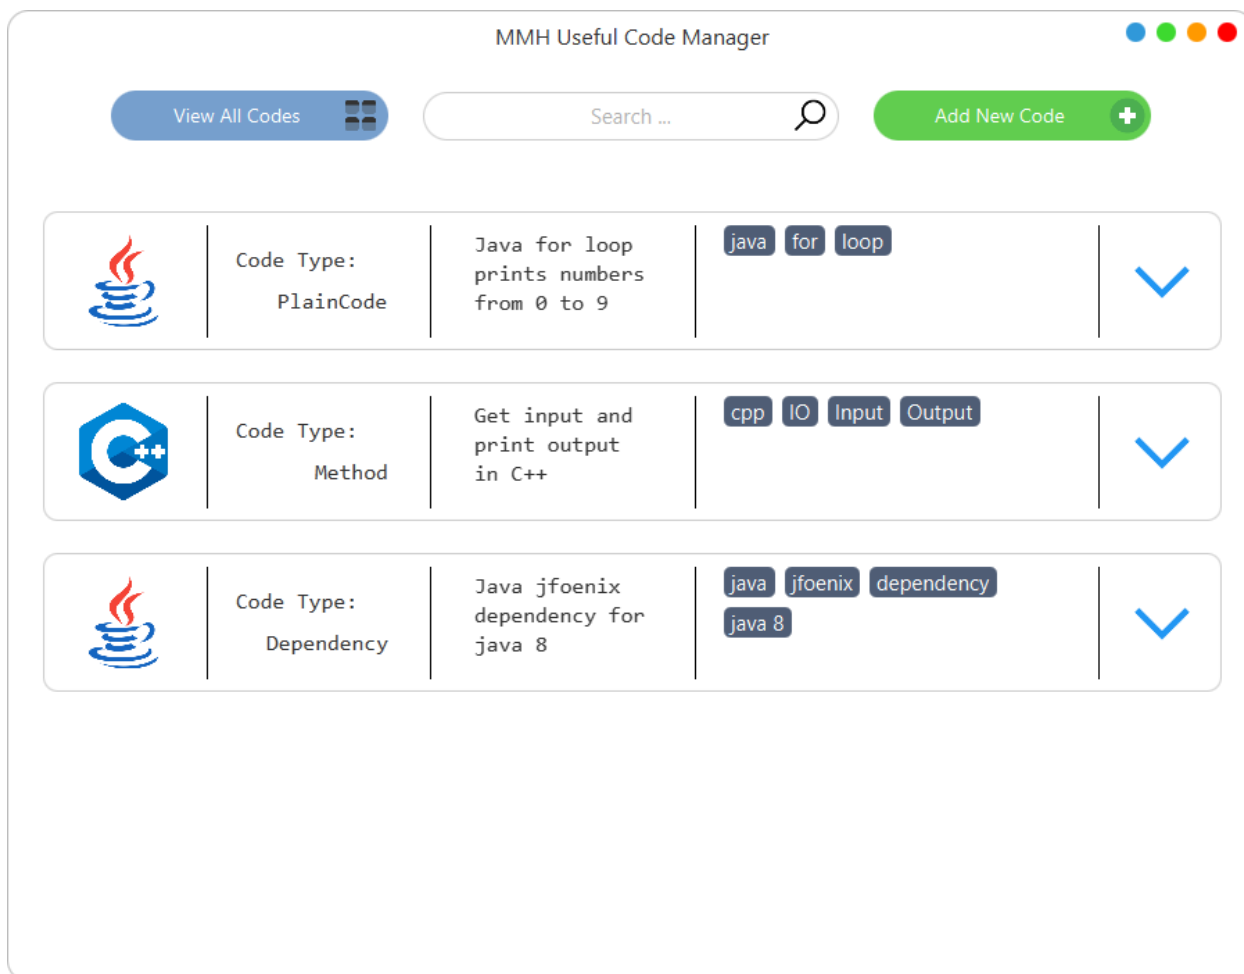 MMH Useful Code Manager
View All Codes
Search ...
Add New Code
Code Type:
PlainCode
Java for loop
prints numbers
from 0 to 9
java for loop
C++
Code Type:
Method
Get input and
print output
in C++
cpp IO Input Output
Code Type:
Dependency
Java jfoenix
dependency for
java 8
java jfoenix dependency
java 8